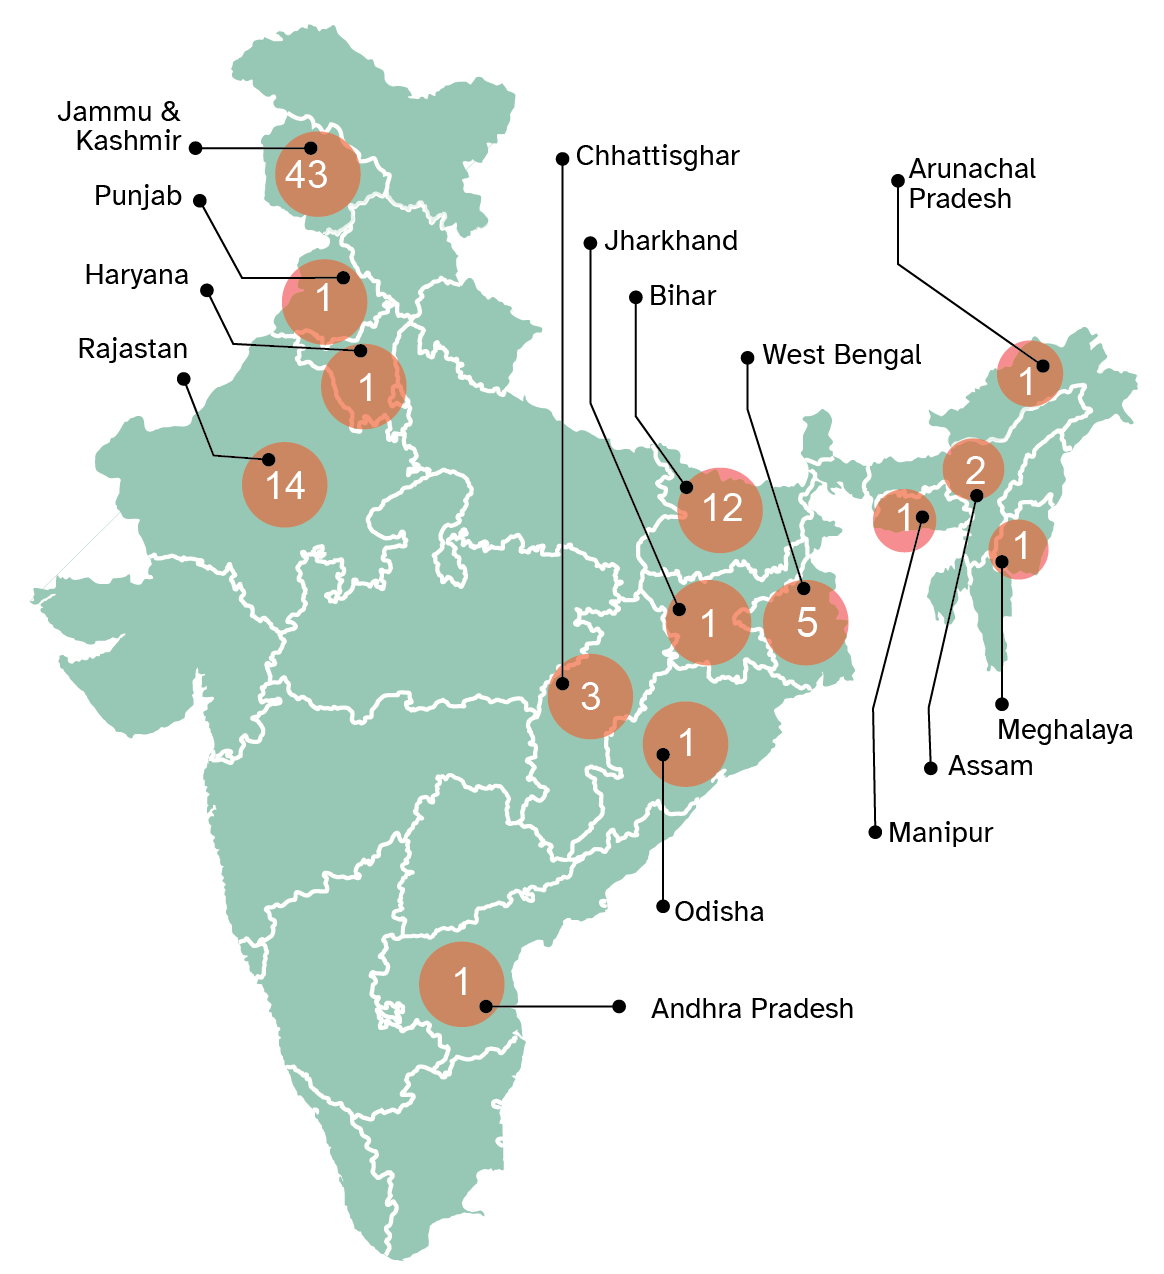 Jammu &
Kashmir
43
Punjab
1
Haryana
1
Rajastan
14
Chhattisghar
3
Jharkhand
1
Bihar
12
West Bengal
5
Arunachal
Pradesh
1
2
1
1
Meghalaya
Assam
Manipur
1
Odisha
1
Andhra Pradesh